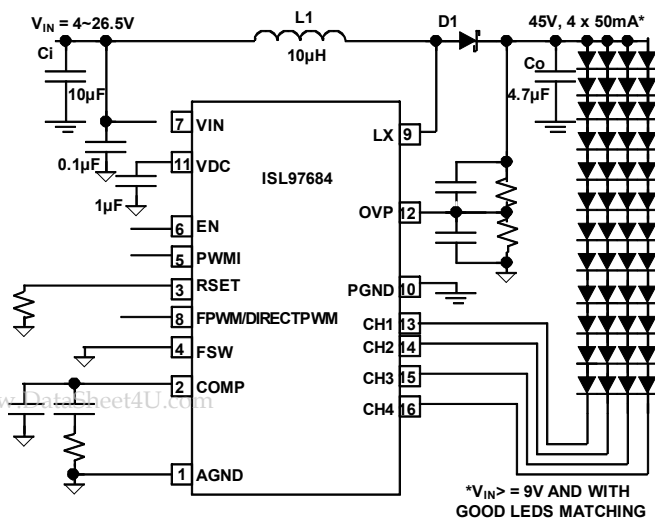 VIN = 4~26.5V
L1
D1
45V, 4 x 50mA*
Ci
10µH
Co
10µF
4.7µF
7 VIN
LX 9
0.1µF
11 VDC
ISL97684
1µF
OVP 12
6 EN
5 PWMI
3 RSET
PGND 10
8 FPWM/DIRECTPWM
CH1 13
4 FSW
CH2 14
CH3 15
2 COMP
w.DataSheet4U.com
CH4 16
1 AGND
*VIN> = 9V AND WITH
GOOD LEDS MATCHING